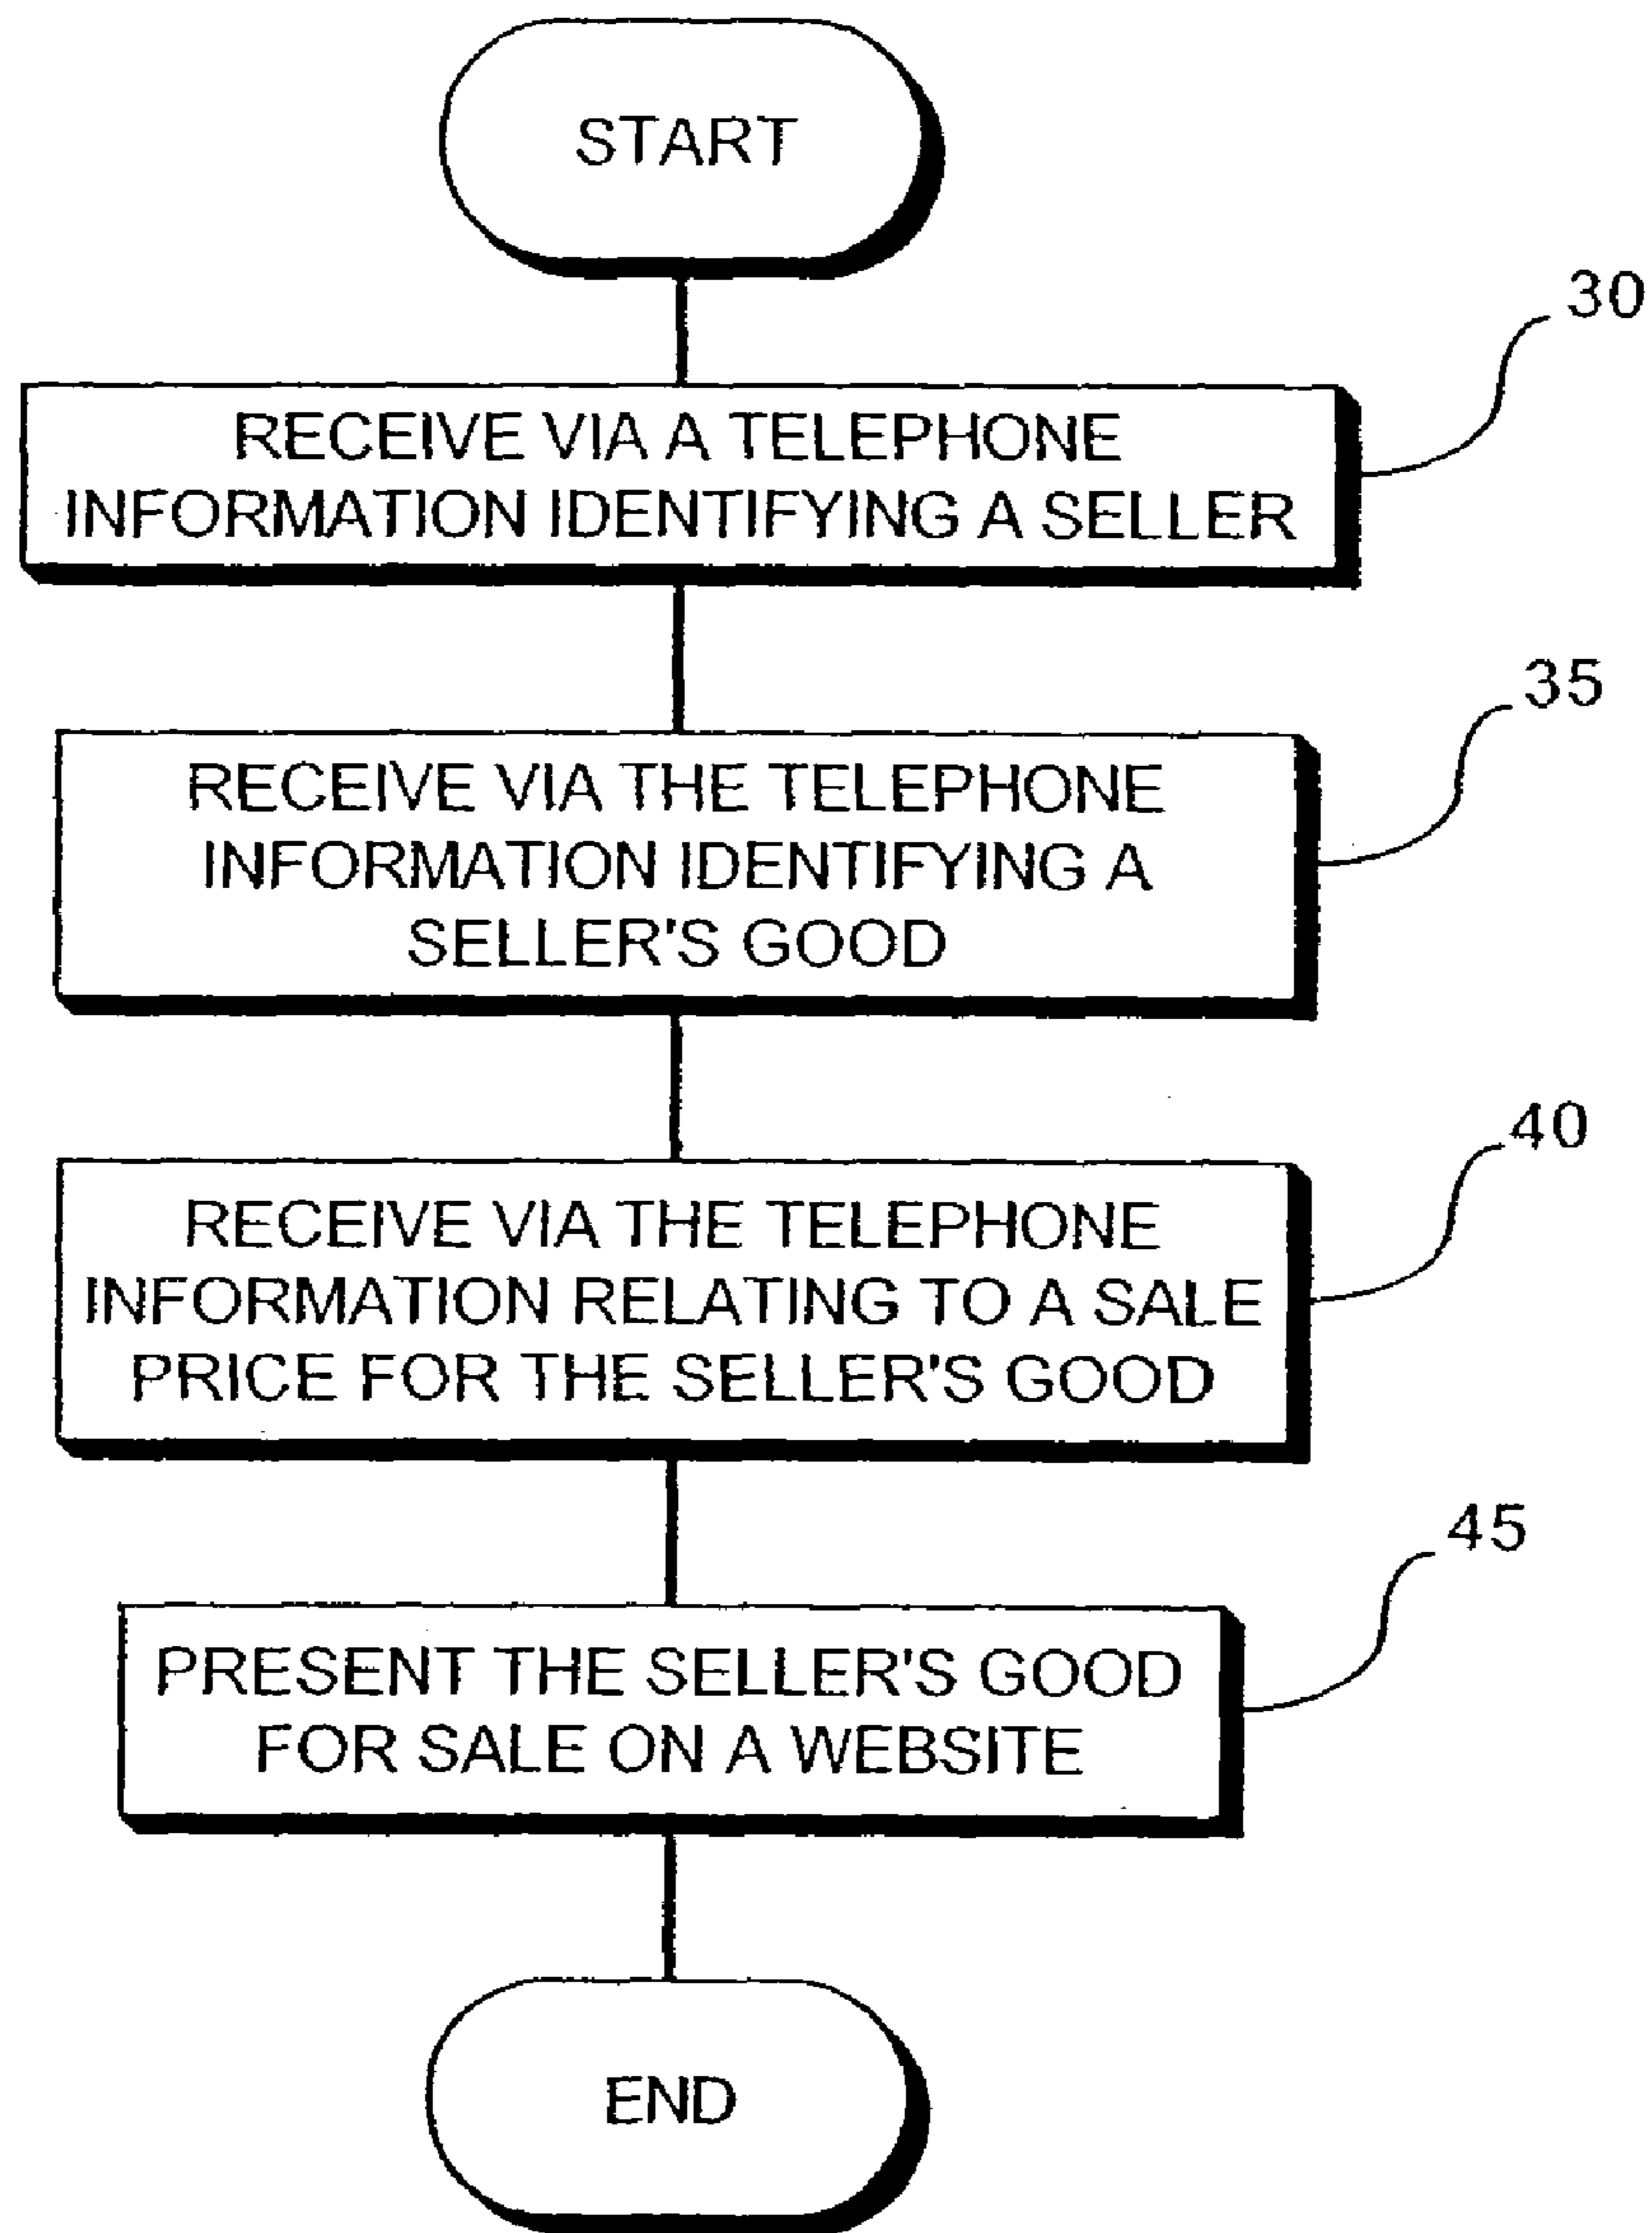 START
30
RECEIVE VIA A TELEPHONE
INFORMATION IDENTIFYING A SELLER
35
RECEIVE VIA THE TELEPHONE
INFORMATION IDENTIFYING A
SELLER'S GOOD
40
RECEIVE VIA THE TELEPHONE
INFORMATION RELATING TO A SALE
PRICE FOR THE SELLER'S GOOD
45
PRESENT THE SELLER'S GOOD
FOR SALE ON A WEBSITE
END